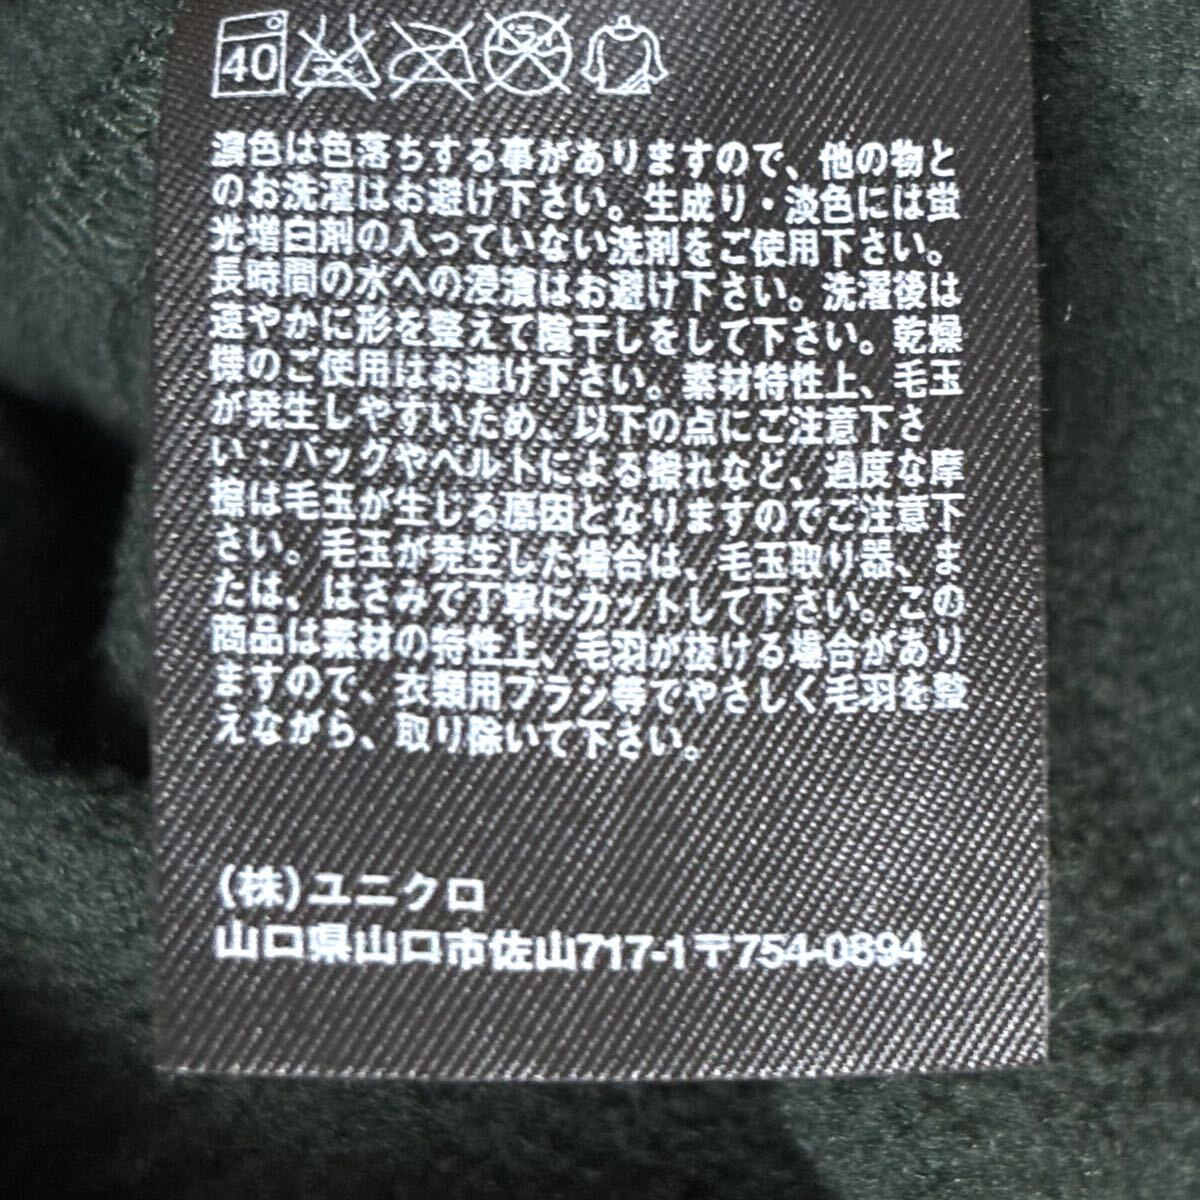 40
濃色は色落ちする事がありますので、他の物と
のお洗濯はお避け下さい。生成り・淡色には蛍
光増白剤の入っていない洗剤をご使用下さい。
長時間の水への浸漬はお避け下さい。洗濯後は
速やかに形を整えて陰干しをして下さい。乾燥
機のご使用はお避け下さい。素材特性上、毛玉
が発生しやすいため、以下の点にご注意下さ
い：バッグやベルトによる擦れなど、過度な摩
擦は毛玉が生じる原因となりますのでご注意下
さい。毛玉が発生した場合は、毛玉取り器、ま
たは、はさみで丁寧にカットして下さい。この
商品は素材の特性上、毛羽が抜ける場合があり
ますので、衣類用ブラシ等でやさしく毛羽を整
えながら、取り除いて下さい。
(株)ユニクロ
山口県山口市佐山717-1〒754-0894